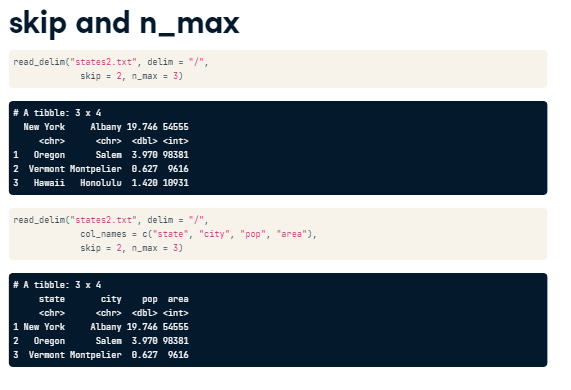 skip and n_max
read_delim("states2.txt", delim = "/",
skip = 2, n_max = 3)
# A tibble: 3 x 4
New York Albany 19.746 54555
<chr> <chr> <dbl> <int>
1 Oregon Salem 3.970 98381
2 Vermont Montpelier 0.627 9616
3 Hawaii Honolulu 1.420 10931
read_delim("states2.txt", delim = "/",
col_names = c("state", "city", "pop", "area"),
skip = 2, n_max = 3)
# A tibble: 3 x 4
state city pop area
<chr> <chr> <dbl> <int>
1 New York Albany 19.746 54555
2 Oregon Salem 3.970 98381
3 Vermont Montpelier 0.627 9616